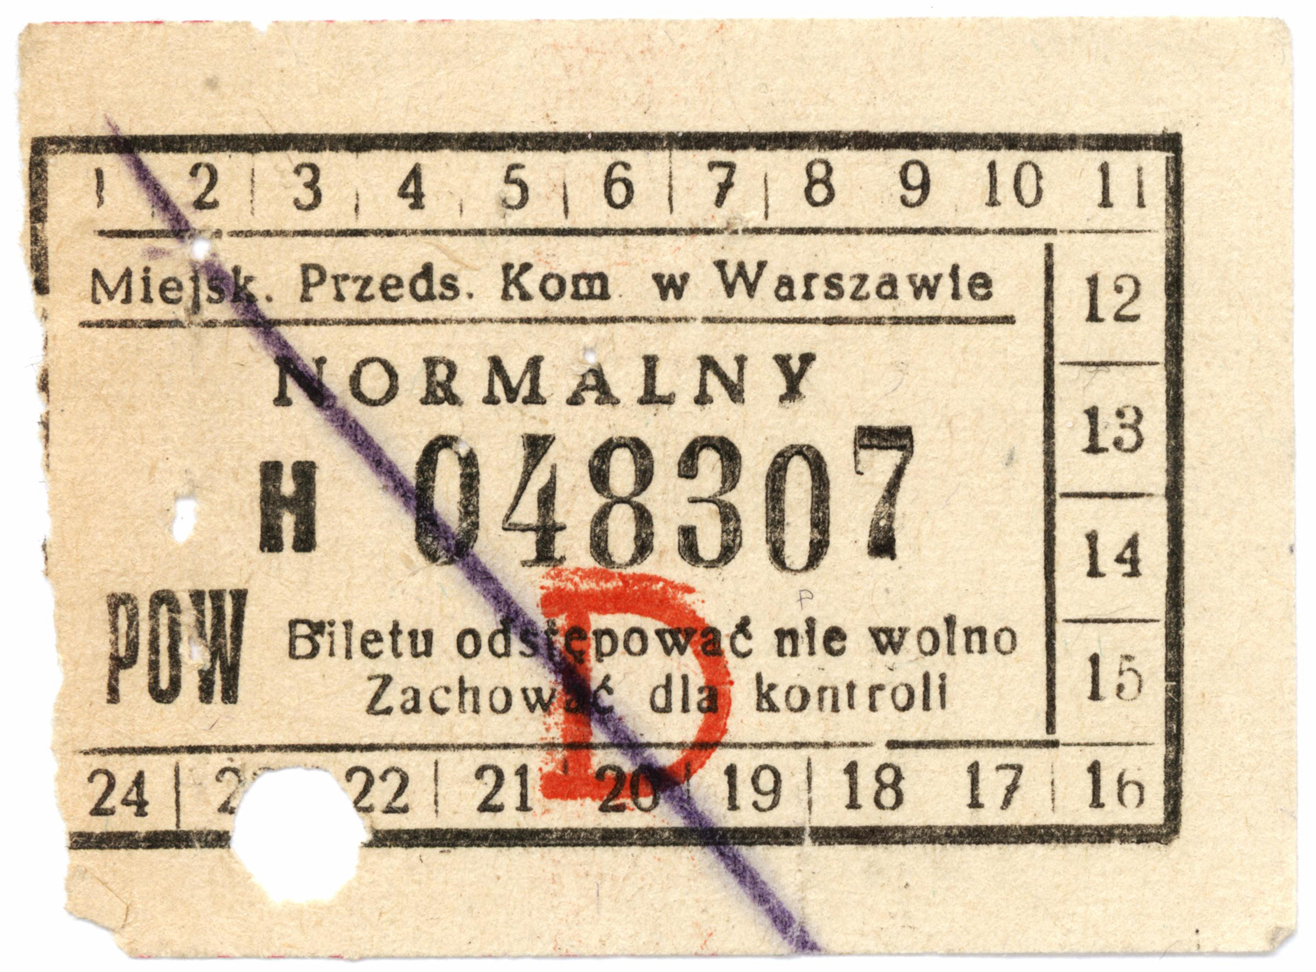 1 2 3 4 5 6 7 8 9 10 11
Miejsk. Przeds. Kom. w Warszawie
12
NORMALNY
13
H 048307
14
POW
Biletu odstępować nie wolno
Zachować dla kontroli
15
D
24 22 21 20 19 18 17 16